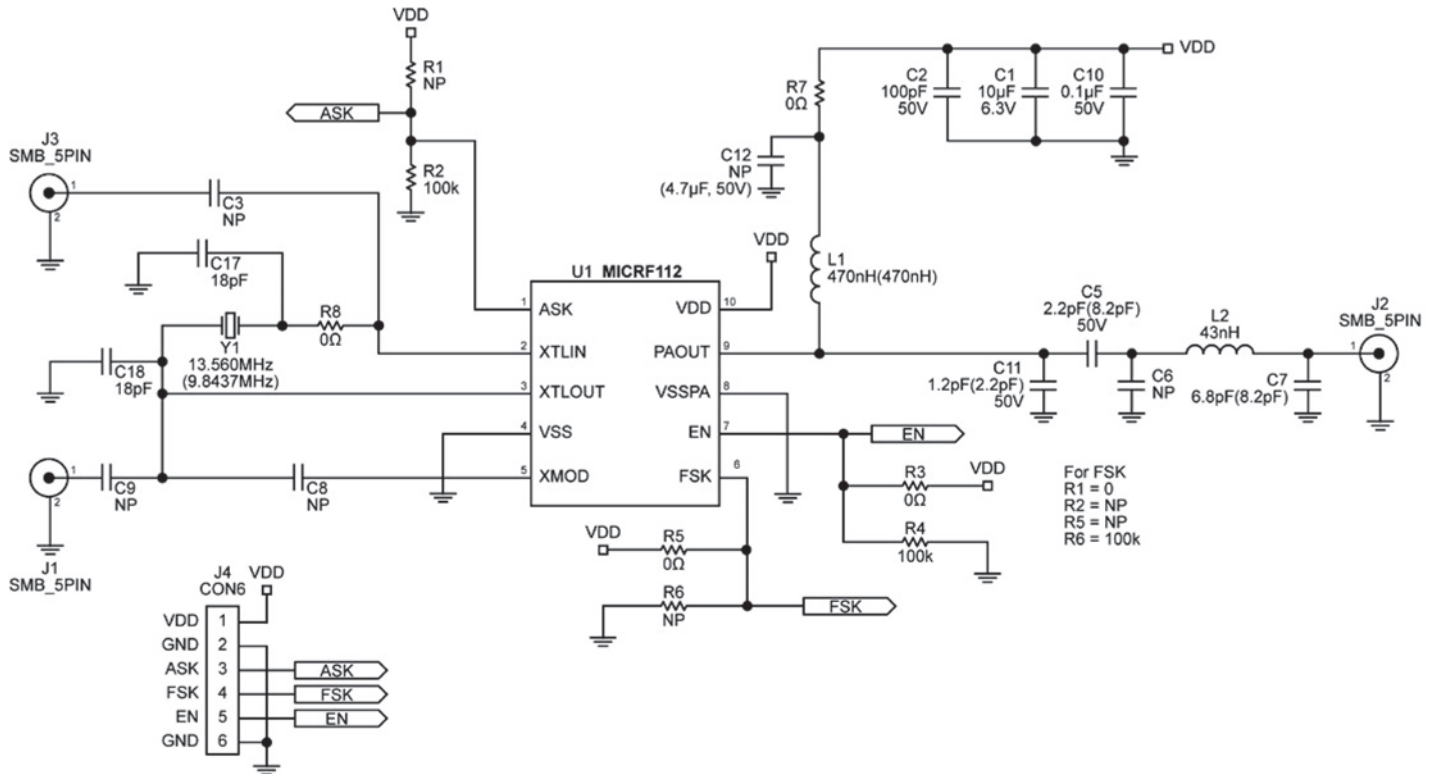 VDD
R1
NP
ASK
R2
100k
J3
SMB_5PIN
1
2
C3
NP
C17
18pF
R8
0Ω
Y1
13.560MHz
(9.8437MHz)
C18
18pF
J1
SMB_5PIN
1
2
C9
NP
C8
NP
U1 MICRF112
1 ASK
2 XTLIN
3 XTLOUT
4 VSS
5 XMOD
VDD 10
PAOUT 9
VSSPA 8
EN 7
FSK 6
VDD
R7
0Ω
C12
NP
(4.7µF, 50V)
L1
470nH(470nH)
C2
100pF
50V
C1
10µF
6.3V
C10
0.1µF
50V
VDD
C11
1.2pF(2.2pF)
50V
C5
2.2pF(8.2pF)
50V
C6
NP
L2
43nH
C7
6.8pF(8.2pF)
J2
SMB_5PIN
1
2
EN
R3
0Ω
VDD
R4
100k
VDD
R5
0Ω
R6
NP
FSK
For FSK
R1 = 0
R2 = NP
R5 = NP
R6 = 100k
J4
CON6
VDD
VDD 1
GND 2
ASK 3 ASK
FSK 4 FSK
EN 5 EN
GND 6